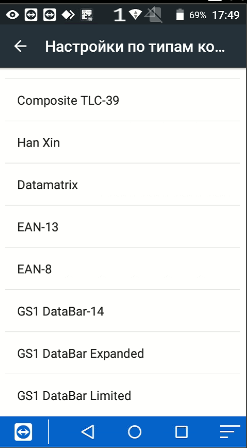 1 69% 17:49
Настройки по типам ко...
Composite TLC-39
Han Xin
Datamatrix
EAN-13
EAN-8
GS1 DataBar-14
GS1 DataBar Expanded
GS1 DataBar Limited